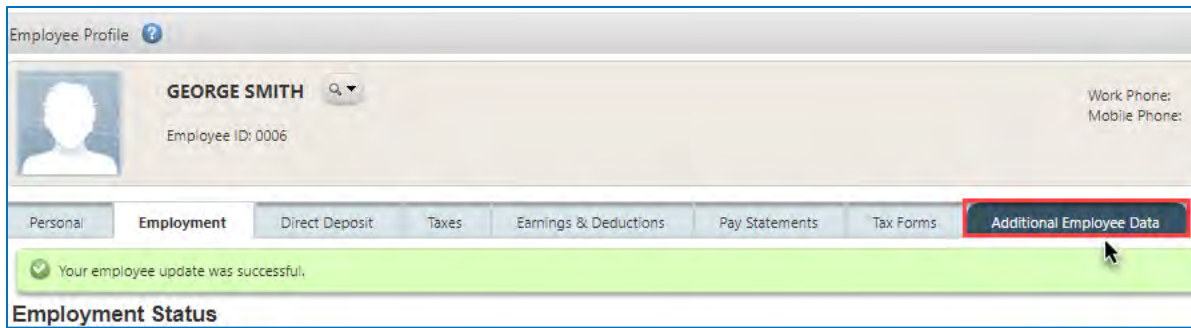 Employee Profile ?
GEORGE SMITH
Employee ID: 0006
Work Phone:
Mobile Phone:
Personal Employment Direct Deposit Taxes Earnings & Deductions Pay Statements Tax Forms Additional Employee Data
Your employee update was successful.
Employment Status